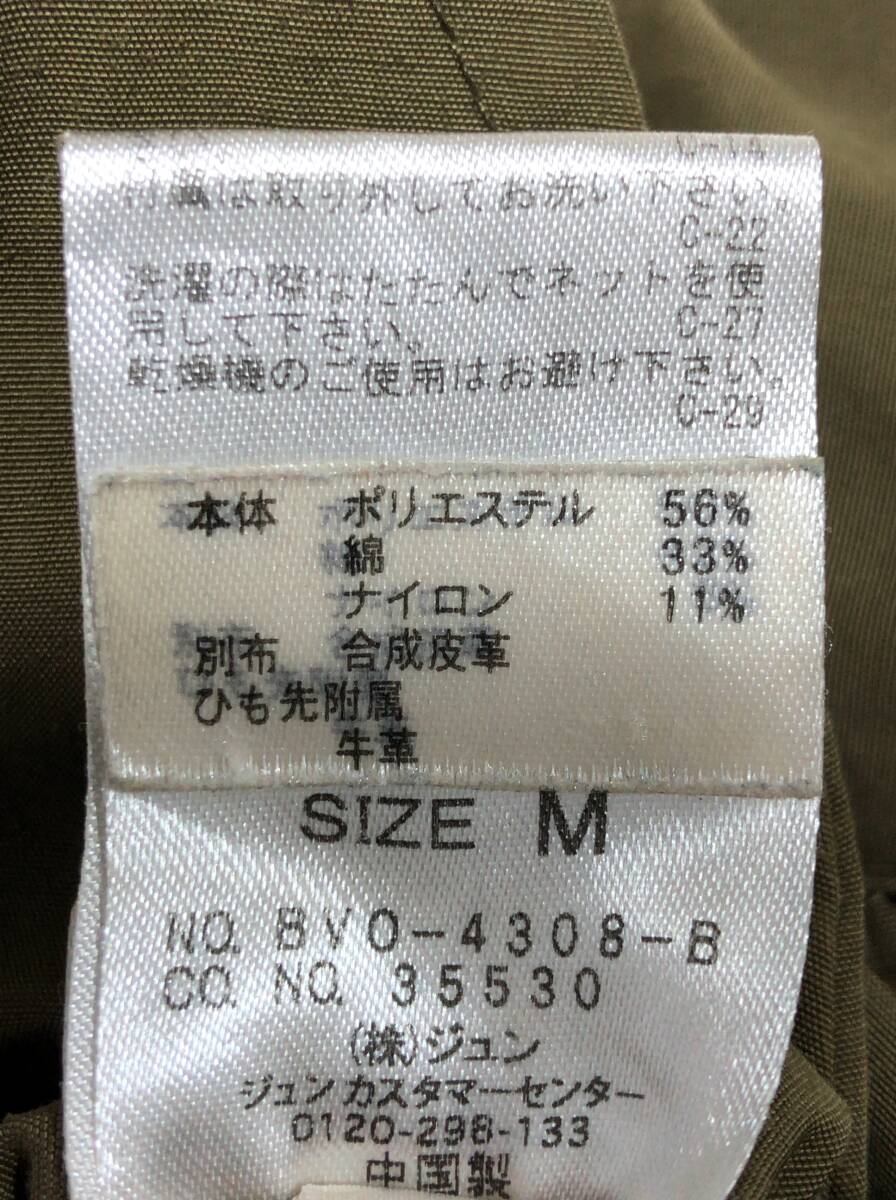 C-14
付属は取り外してお洗い下さい。
C-22
洗濯の際はたたんでネットを使
用して下さい。 C-27
乾燥機のご使用はお避け下さい。
C-29
本体 ポリエステル 56%
綿 33%
ナイロン 11%
別布 合成皮革
ひも先附属
牛革
SIZE M
NO. BVO-4308-B
CO. NO. 35530
(株)ジュン
ジュンカスタマーセンター
0120-298-133
中国製